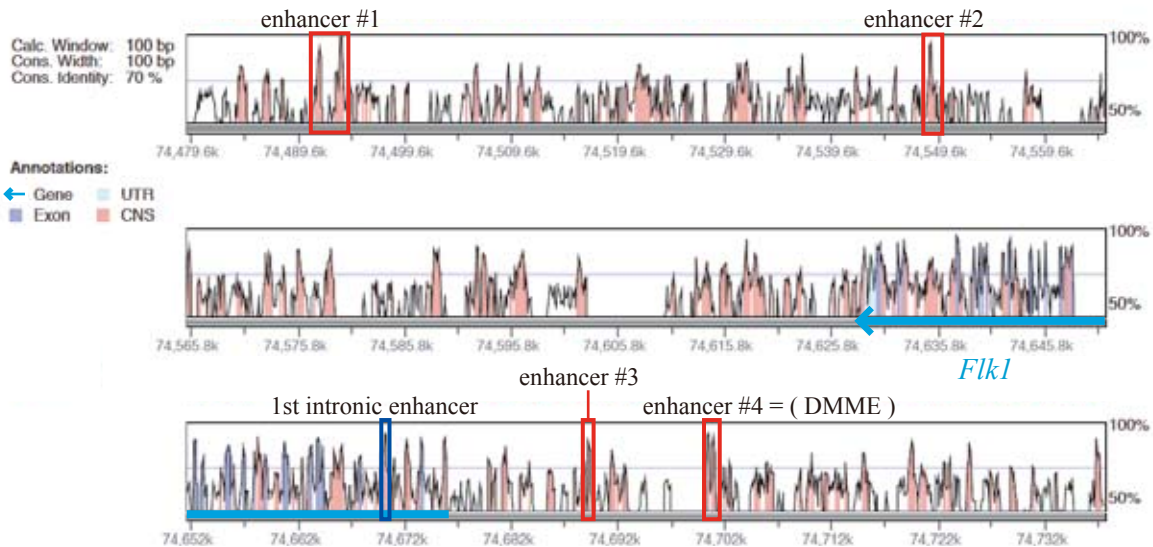 enhancer #1
enhancer #2
Calc. Window: 100 bp
Cons. Width: 100 bp
Cons. Identity: 70 %
100%
50%
74,479.6k 74,489.6k 74,499.6k 74,509.6k 74,519.6k 74,529.6k 74,539.6k 74,549.6k 74,559.6k
Annotations:
Gene UTR
Exon CNS
100%
50%
74,565.8k 74,575.8k 74,585.8k 74,595.8k 74,605.8k 74,615.8k 74,625.8k 74,635.8k 74,645.8k
Flk1
enhancer #3
1st intronic enhancer
enhancer #4 = ( DMME )
100%
50%
74,652k 74,662k 74,672k 74,682k 74,692k 74,702k 74,712k 74,722k 74,732k